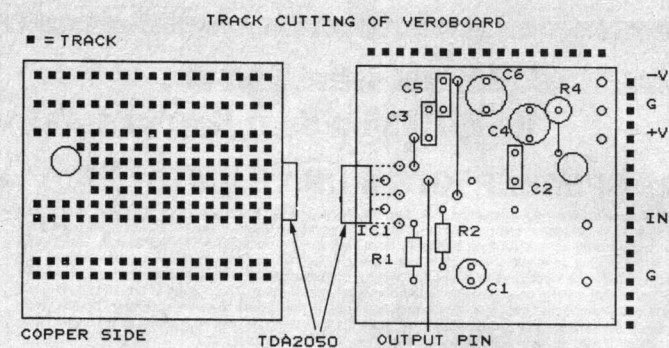 TRACK CUTTING OF VEROBOARD
■ = TRACK
C5
C6
R4
C3
C4
C2
-V
G
+V
IN
G
IC1
R1
R2
C1
COPPER SIDE
TDA2050
OUTPUT PIN